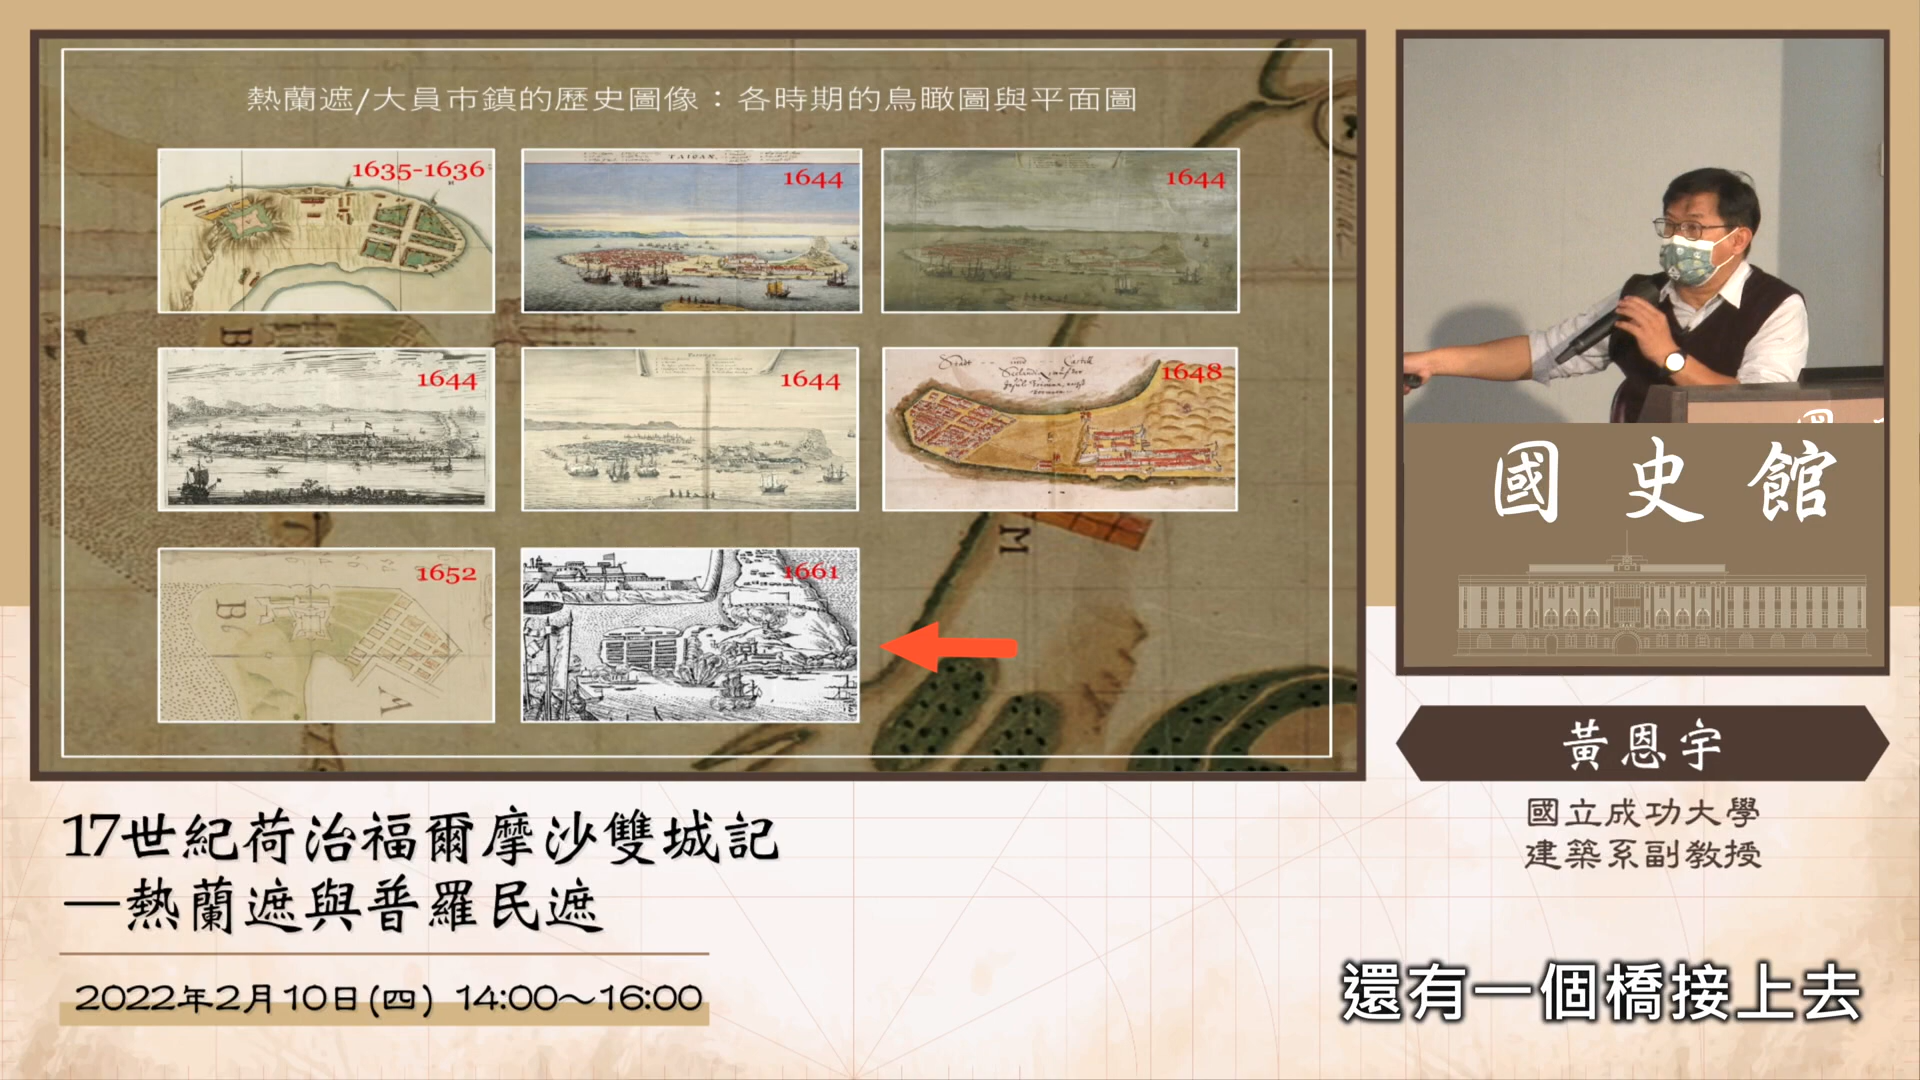 熱蘭遮/大員市鎮的歷史圖像：各時期的鳥瞰圖與平面圖
1635-1636
TAIOAN.
1644
1644
1644
1644
1648
1652
B
1661
B
M
國史館
黃恩宇
國立成功大學
建築系副教授
17世紀荷治福爾摩沙雙城記
—熱蘭遮與普羅民遮
2022年2月10日(四) 14:00～16:00
還有一個橋接上去